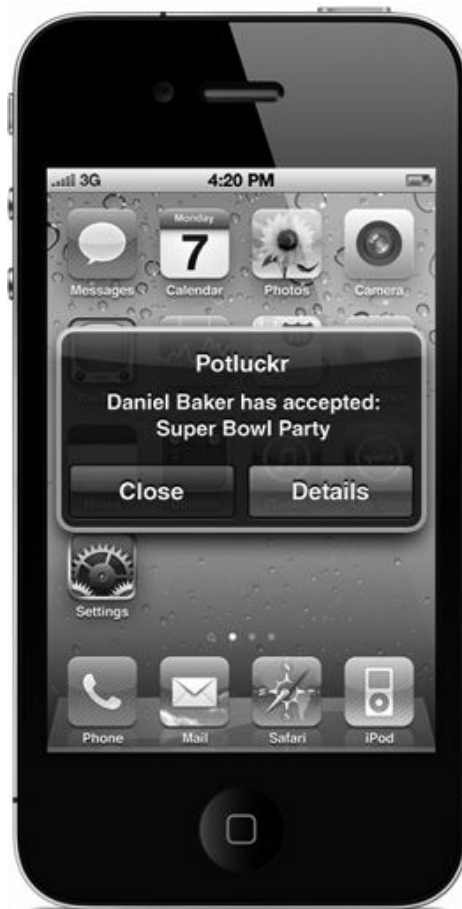 3G 4:20 PM
Monday
7
Messages Calendar Photos Camera
Potluckr
Daniel Baker has accepted:
Super Bowl Party
Close Details
Settings
Phone Mail Safari iPod